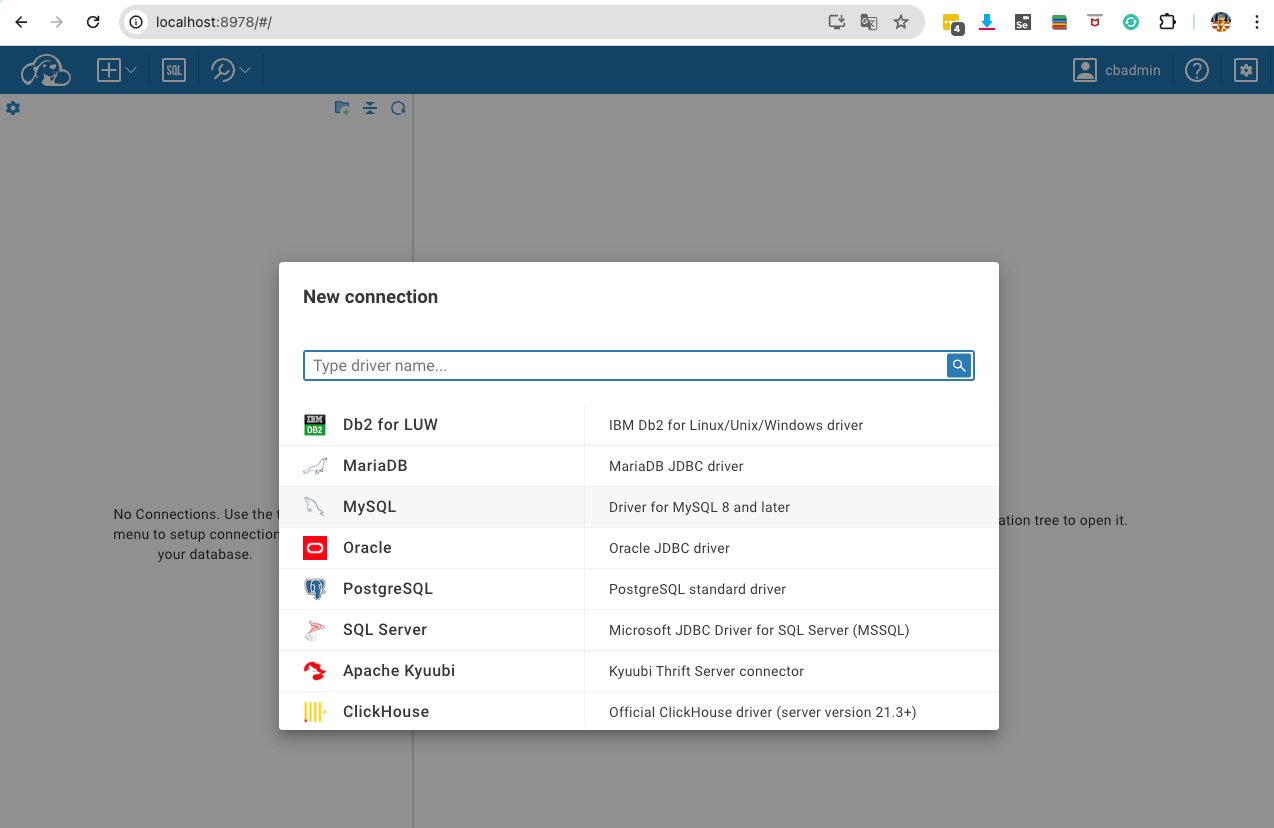 localhost:8978/#/
4
Se
SQL
cbadmin
?
New connection
Type driver name...
IBM
DB2
Db2 for LUW
IBM Db2 for Linux/Unix/Windows driver
MariaDB
MariaDB JDBC driver
MySQL
Driver for MySQL 8 and later
Oracle
Oracle JDBC driver
PostgreSQL
PostgreSQL standard driver
SQL Server
Microsoft JDBC Driver for SQL Server (MSSQL)
Apache Kyuubi
Kyuubi Thrift Server connector
ClickHouse
Official ClickHouse driver (server version 21.3+)
No Connections. Use the
menu to setup connection
your database.
ation tree to open it.